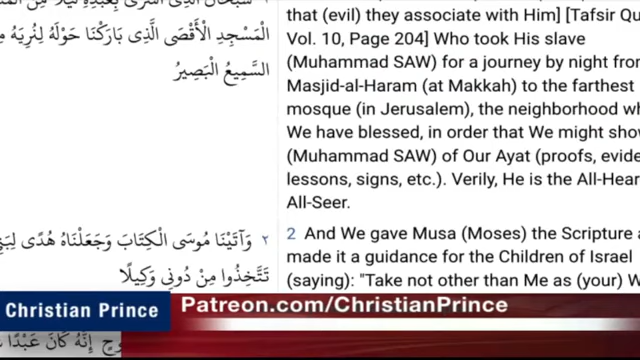 الْمَسْجِدِ الْأَقْصَى الَّذِي بَارَكْنَا حَوْلَهُ لِنُرِيَهُ
السَّمِيعُ الْبَصِيرُ
that (evil) they associate with Him] [Tafsir Qu
Vol. 10, Page 204] Who took His slave
(Muhammad SAW) for a journey by night from
Masjid-al-Haram (at Makkah) to the farthest
mosque (in Jerusalem), the neighborhood wh
We have blessed, in order that We might show
(Muhammad SAW) of Our Ayat (proofs, evide
lessons, signs, etc.). Verily, He is the All-Hear
All-Seer.
٢ وَآتَيْنَا مُوسَى الْكِتَابَ وَجَعَلْنَاهُ هُدًى
تَتَّخِذُوا مِنْ دُونِي وَكِيلًا
2 And We gave Musa (Moses) the Scripture a
made it a guidance for the Children of Israel
(saying): "Take not other than Me as (your) W
Christian Prince
Patreon.com/ChristianPrince
إِنَّهُ كَانَ عَبْدًا